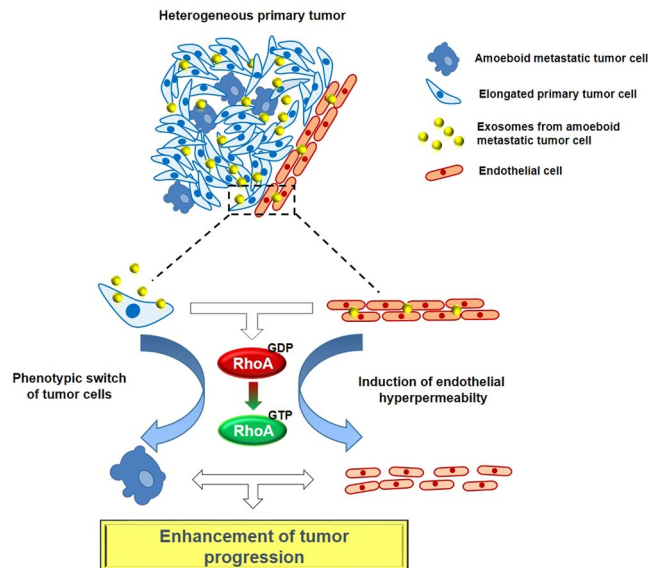 Heterogeneous primary tumor
Amoeboid metastatic tumor cell
Elongated primary tumor cell
Exosomes from amoeboid
metastatic tumor cell
Endothelial cell
GDP
RhoA
Phenotypic switch
of tumor cells
Induction of endothelial
hyperpermeabilty
GTP
RhoA
Enhancement of tumor
progression